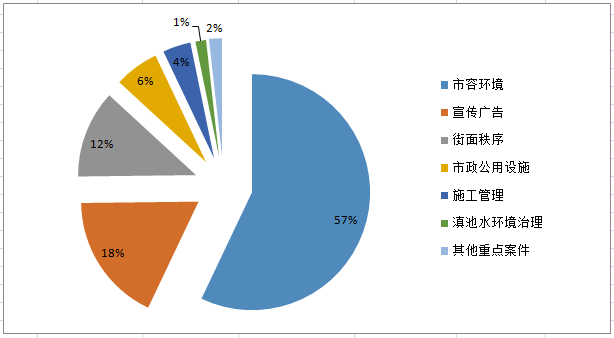 1%
2%
4%
6%
12%
18%
57%
市容环境
宣传广告
街面秩序
市政公用设施
施工管理
滇池水环境治理
其他重点案件